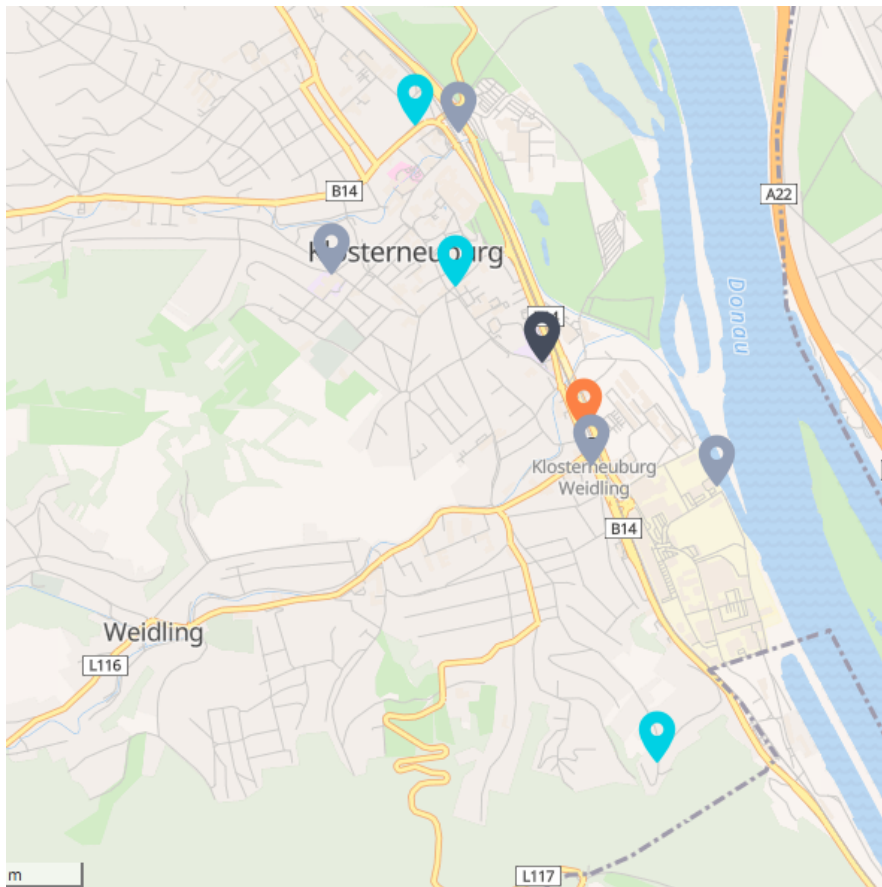 B14
A22
Klosterneuburg
Donau
Klosterneuburg
Weidling
B14
Weidling
L116
m
L117